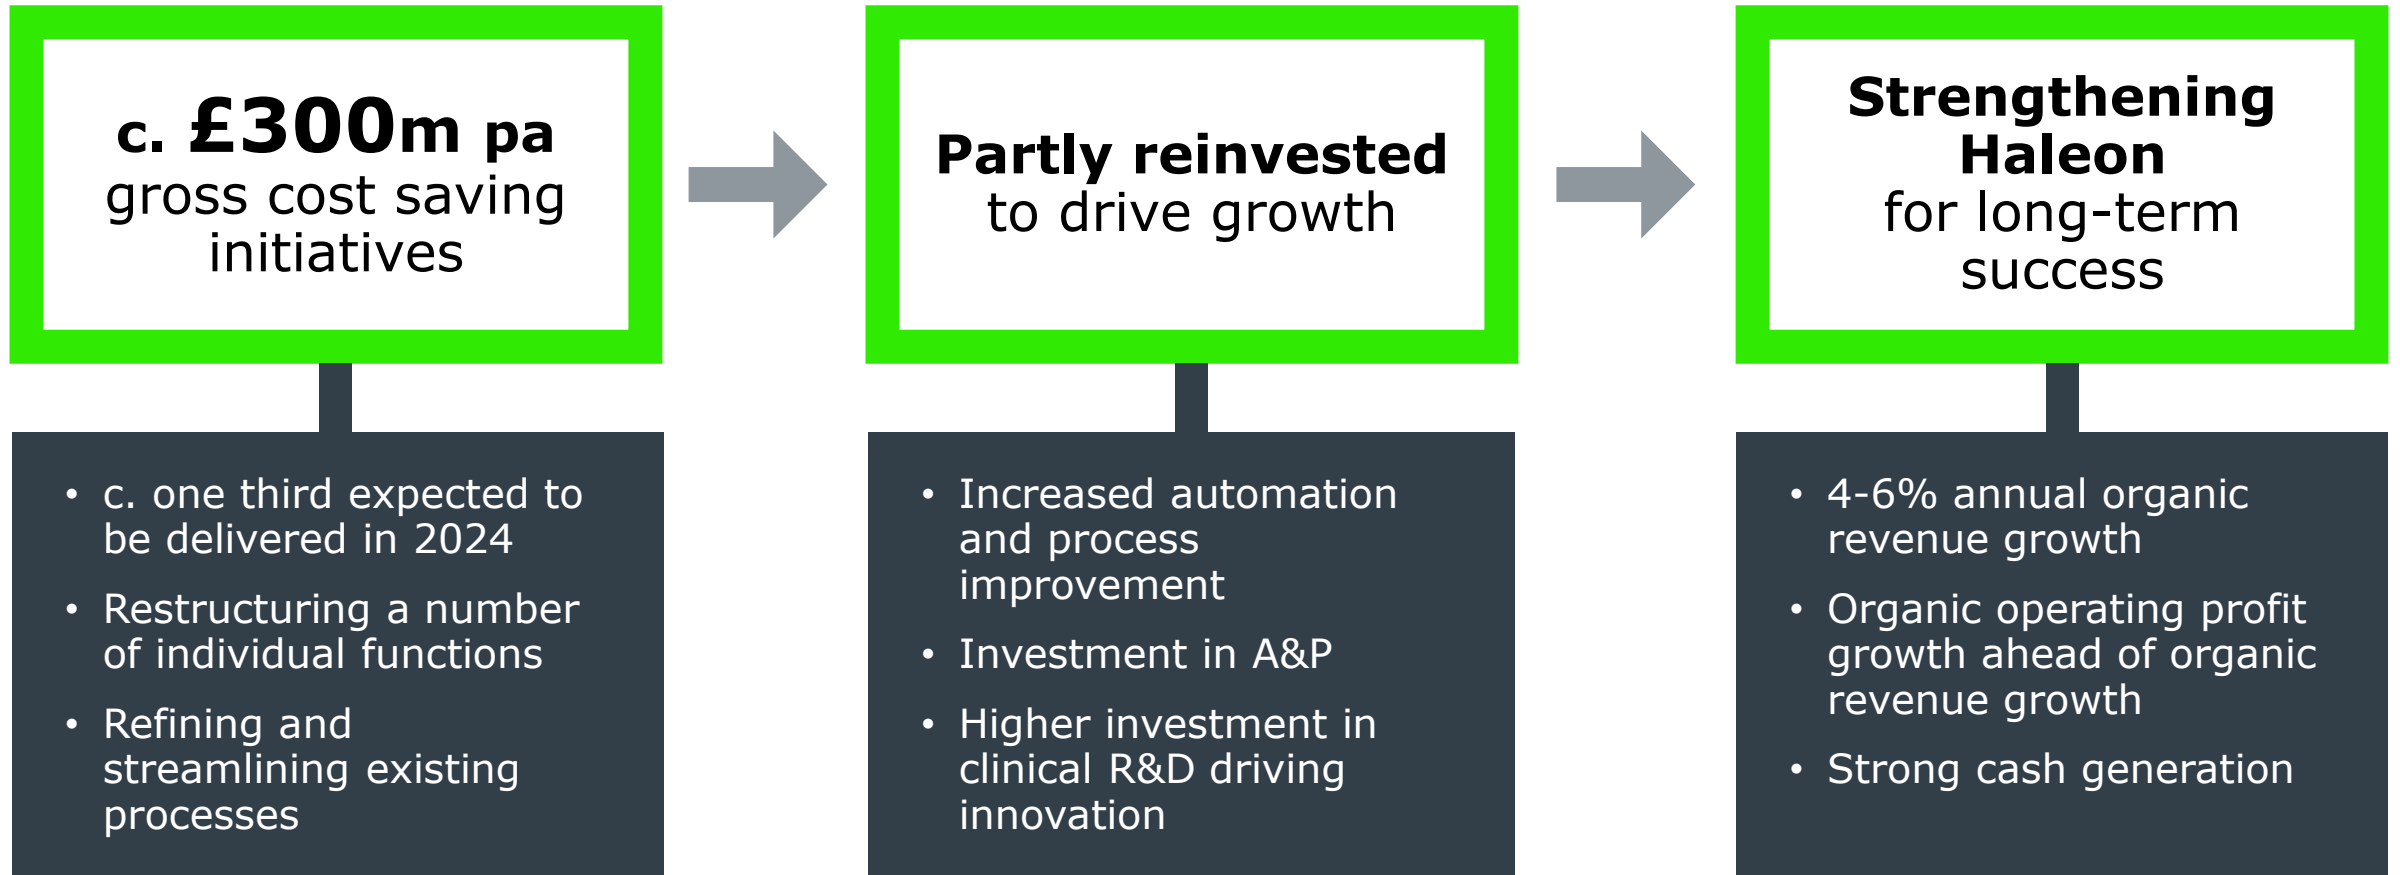 c. £300m pa
gross cost saving
initiatives
Partly reinvested
to drive growth
Strengthening
Haleon
for long-term
success
• c. one third expected to
be delivered in 2024
• Restructuring a number
of individual functions
• Refining and
streamlining existing
processes
• Increased automation
and process
improvement
• Investment in A&P
• Higher investment in
clinical R&D driving
innovation
• 4-6% annual organic
revenue growth
• Organic operating profit
growth ahead of organic
revenue growth
• Strong cash generation